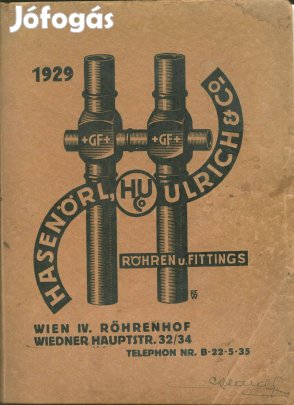 Jófogás
1929
+GF+ +GF+
HASENÖRL, ULRICH & Co.
HU
Co
RÖHREN u. FITTINGS
WIEN IV. RÖHRENHOF
WIEDNER HAUPTSTR. 32/34
TELEPHON NR. B-22-5-35